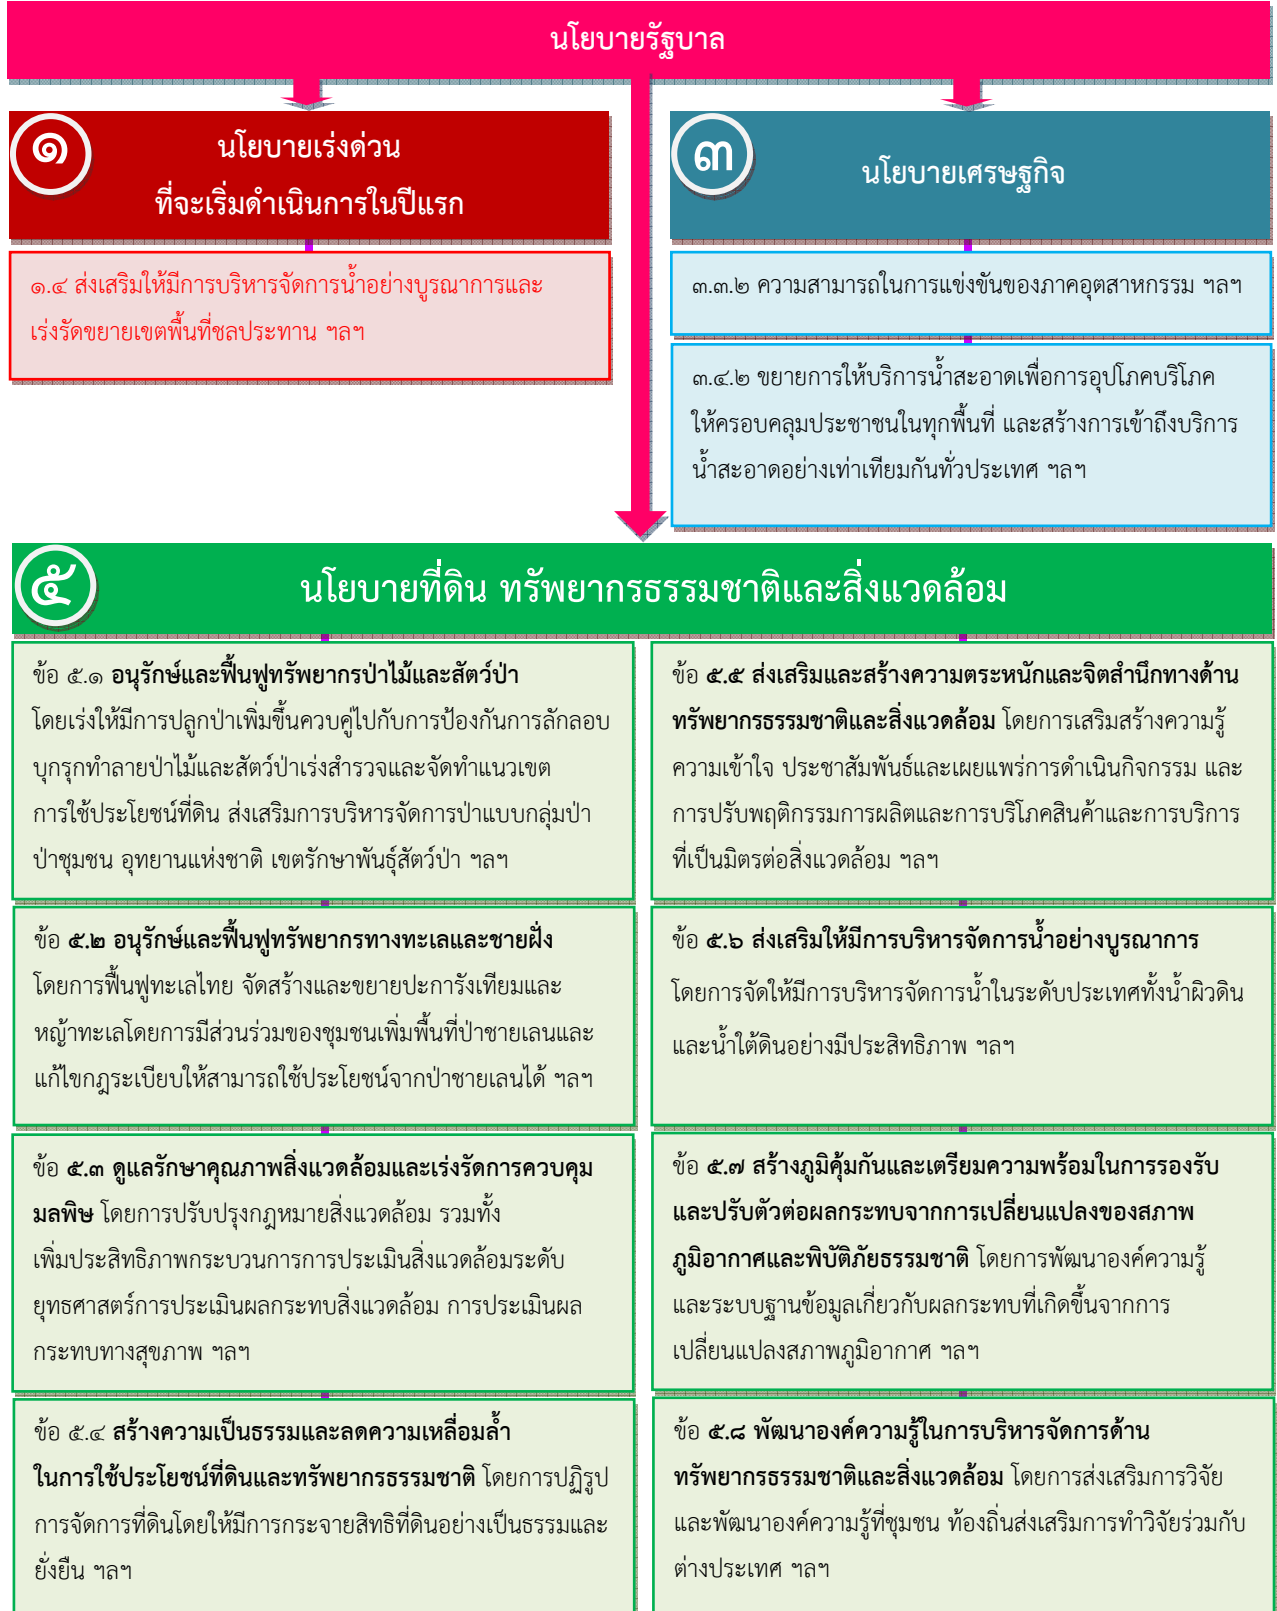 นโยบายรัฐบาล
๑
นโยบายเร่งด่วน
ที่จะเริ่มดำเนินการในปีแรก
๑.๔ ส่งเสริมให้มีการบริหารจัดการน้ำอย่างบูรณาการและ
เร่งรัดขยายเขตพื้นที่ชลประทาน ฯลฯ
๓
นโยบายเศรษฐกิจ
๓.๓.๒ ความสามารถในการแข่งขันของภาคอุตสาหกรรม ฯลฯ
๓.๔.๒ ขยายการให้บริการน้ำสะอาดเพื่อการอุปโภคบริโภค
ให้ครอบคลุมประชาชนในทุกพื้นที่ และสร้างการเข้าถึงบริการ
น้ำสะอาดอย่างเท่าเทียมกันทั่วประเทศ ฯลฯ
๕
นโยบายที่ดิน ทรัพยากรธรรมชาติและสิ่งแวดล้อม
ข้อ ๕.๑ อนุรักษ์และฟื้นฟูทรัพยากรป่าไม้และสัตว์ป่า
โดยเร่งให้มีการปลูกป่าเพิ่มขึ้นควบคู่ไปกับการป้องกันการลักลอบ
บุกรุกทำลายป่าไม้และสัตว์ป่าเร่งสำรวจและจัดทำแนวเขต
การใช้ประโยชน์ที่ดิน ส่งเสริมการบริหารจัดการป่าแบบกลุ่มป่า
ป่าชุมชน อุทยานแห่งชาติ เขตรักษาพันธุ์สัตว์ป่า ฯลฯ
ข้อ ๕.๒ อนุรักษ์และฟื้นฟูทรัพยากรทางทะเลและชายฝั่ง
โดยการฟื้นฟูทะเลไทย จัดสร้างและขยายปะการังเทียมและ
หญ้าทะเลโดยการมีส่วนร่วมของชุมชนเพิ่มพื้นที่ป่าชายเลนและ
แก้ไขกฎระเบียบให้สามารถใช้ประโยชน์จากป่าชายเลนได้ ฯลฯ
ข้อ ๕.๓ ดูแลรักษาคุณภาพสิ่งแวดล้อมและเร่งรัดการควบคุม
มลพิษ โดยการปรับปรุงกฎหมายสิ่งแวดล้อม รวมทั้ง
เพิ่มประสิทธิภาพกระบวนการการประเมินสิ่งแวดล้อมระดับ
ยุทธศาสตร์การประเมินผลกระทบสิ่งแวดล้อม การประเมินผล
กระทบทางสุขภาพ ฯลฯ
ข้อ ๕.๔ สร้างความเป็นธรรมและลดความเหลื่อมล้ำ
ในการใช้ประโยชน์ที่ดินและทรัพยากรธรรมชาติ โดยการปฏิรูป
การจัดการที่ดินโดยให้มีการกระจายสิทธิที่ดินอย่างเป็นธรรมและ
ยั่งยืน ฯลฯ
ข้อ ๕.๕ ส่งเสริมและสร้างความตระหนักและจิตสำนึกทางด้าน
ทรัพยากรธรรมชาติและสิ่งแวดล้อม โดยการเสริมสร้างความรู้
ความเข้าใจ ประชาสัมพันธ์และเผยแพร่การดำเนินกิจกรรม และ
การปรับพฤติกรรมการผลิตและการบริโภคสินค้าและการบริการ
ที่เป็นมิตรต่อสิ่งแวดล้อม ฯลฯ
ข้อ ๕.๖ ส่งเสริมให้มีการบริหารจัดการน้ำอย่างบูรณาการ
โดยการจัดให้มีการบริหารจัดการน้ำในระดับประเทศทั้งน้ำผิวดิน
และน้ำใต้ดินอย่างมีประสิทธิภาพ ฯลฯ
ข้อ ๕.๗ สร้างภูมิคุ้มกันและเตรียมความพร้อมในการรองรับ
และปรับตัวต่อผลกระทบจากการเปลี่ยนแปลงของสภาพ
ภูมิอากาศและพิบัติภัยธรรมชาติ โดยการพัฒนาองค์ความรู้
และระบบฐานข้อมูลเกี่ยวกับผลกระทบที่เกิดขึ้นจากการ
เปลี่ยนแปลงสภาพภูมิอากาศ ฯลฯ
ข้อ ๕.๘ พัฒนาองค์ความรู้ในการบริหารจัดการด้าน
ทรัพยากรธรรมชาติและสิ่งแวดล้อม โดยการส่งเสริมการวิจัย
และพัฒนาองค์ความรู้ที่ชุมชน ท้องถิ่นส่งเสริมการทำวิจัยร่วมกับ
ต่างประเทศ ฯลฯ